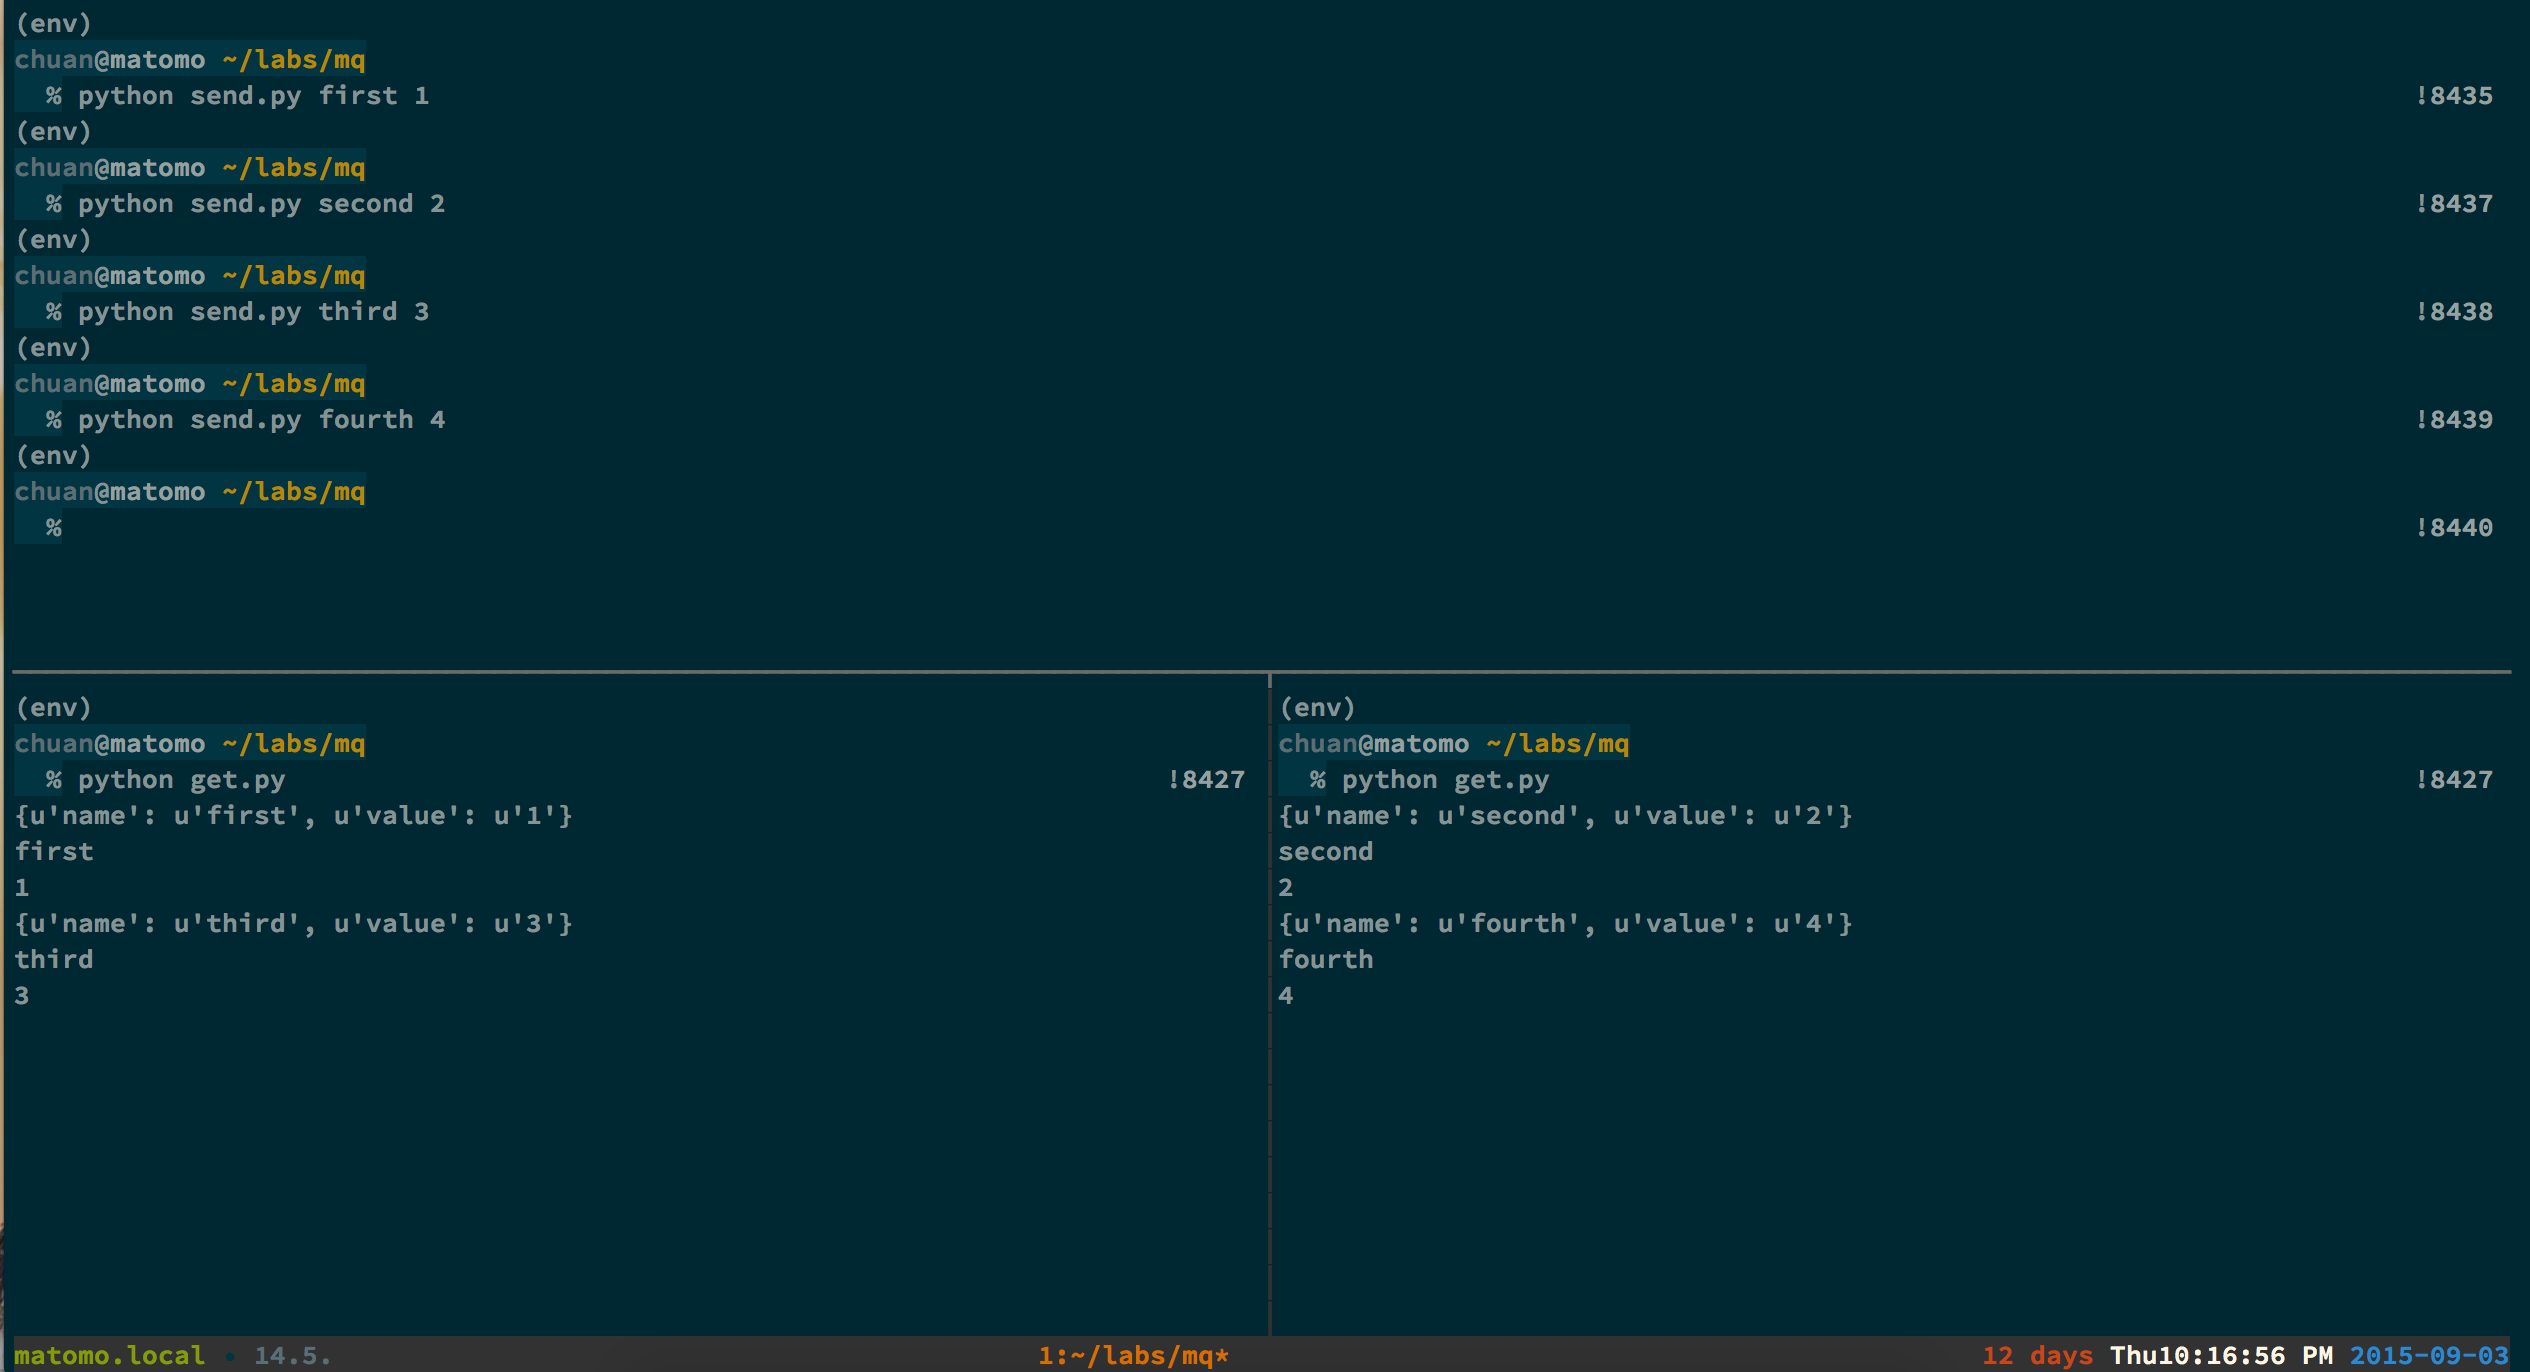 (env)
chuan@matomo ~/labs/mq
% python send.py first 1 !8435
(env)
chuan@matomo ~/labs/mq
% python send.py second 2 !8437
(env)
chuan@matomo ~/labs/mq
% python send.py third 3 !8438
(env)
chuan@matomo ~/labs/mq
% python send.py fourth 4 !8439
(env)
chuan@matomo ~/labs/mq
% !8440
(env)
chuan@matomo ~/labs/mq
% python get.py !8427
{u'name': u'first', u'value': u'1'}
first
1
{u'name': u'third', u'value': u'3'}
third
3
(env)
chuan@matomo ~/labs/mq
% python get.py !8427
{u'name': u'second', u'value': u'2'}
second
2
{u'name': u'fourth', u'value': u'4'}
fourth
4
matomo.local • 14.5. 1:~/labs/mq* 12 days Thu10:16:56 PM 2015-09-03